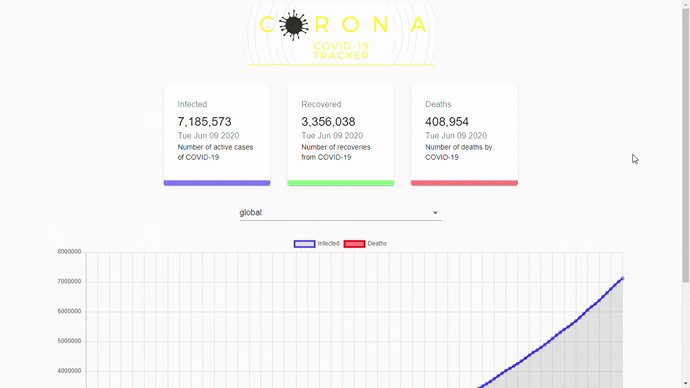 CORONA
COVID-19
TRACKER
Infected
7,185,573
Tue Jun 09 2020
Number of active cases
of COVID-19
Recovered
3,356,038
Tue Jun 09 2020
Number of recoveries
from COVID-19
Deaths
408,954
Tue Jun 09 2020
Number of deaths by
COVID-19
global
Infected Deaths
8000000
7000000
6000000
5000000
4000000